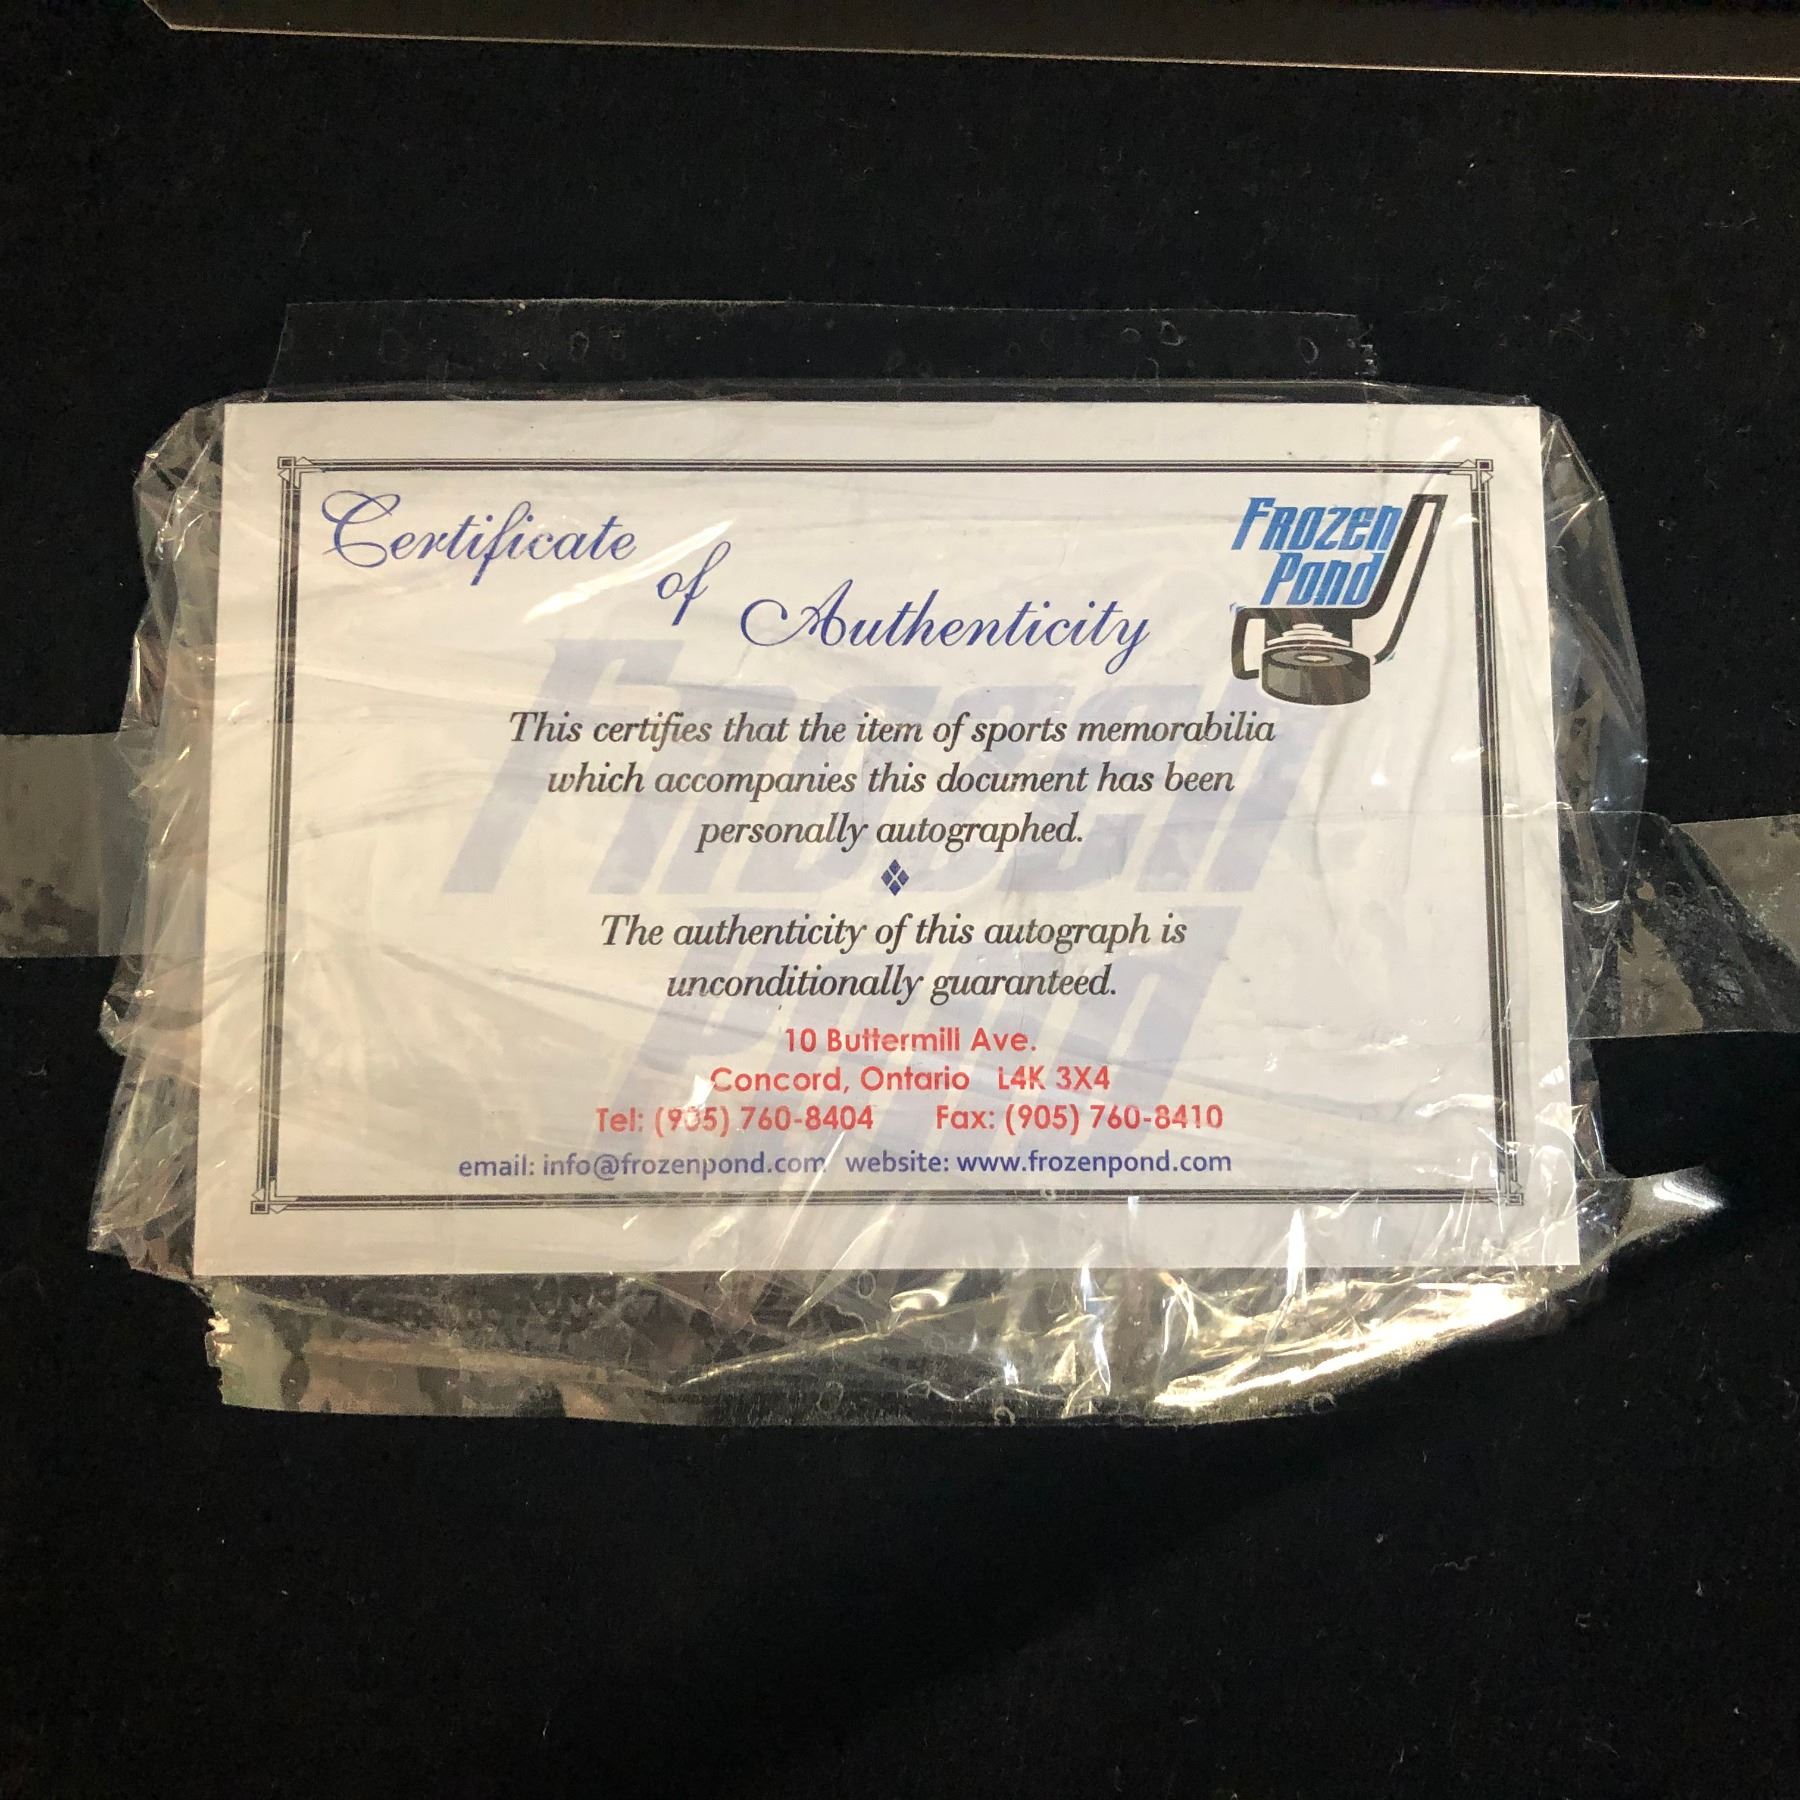 Certificate
of
Authenticity
Frozen
Pond
This certifies that the item of sports memorabilia
which accompanies this document has been
personally autographed.
The authenticity of this autograph is
unconditionally guaranteed.
10 Buttermill Ave.
Concord, Ontario L4K 3X4
Tel: (905) 760-8404 Fax: (905) 760-8410
email: info@frozenpond.com website: www.frozenpond.com
Frozen
Pond